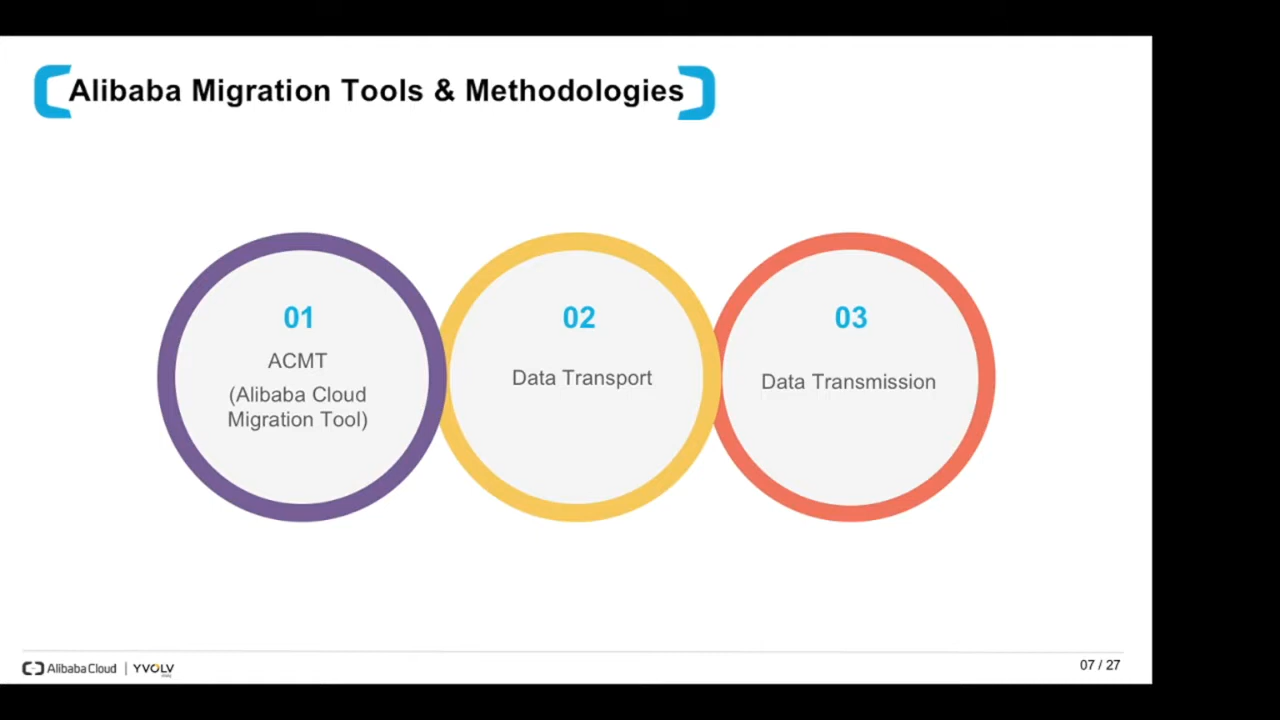 Alibaba Migration Tools & Methodologies
01
ACMT
(Alibaba Cloud
Migration Tool)
02
Data Transport
03
Data Transmission
Alibaba Cloud | YVOLV
07 / 27